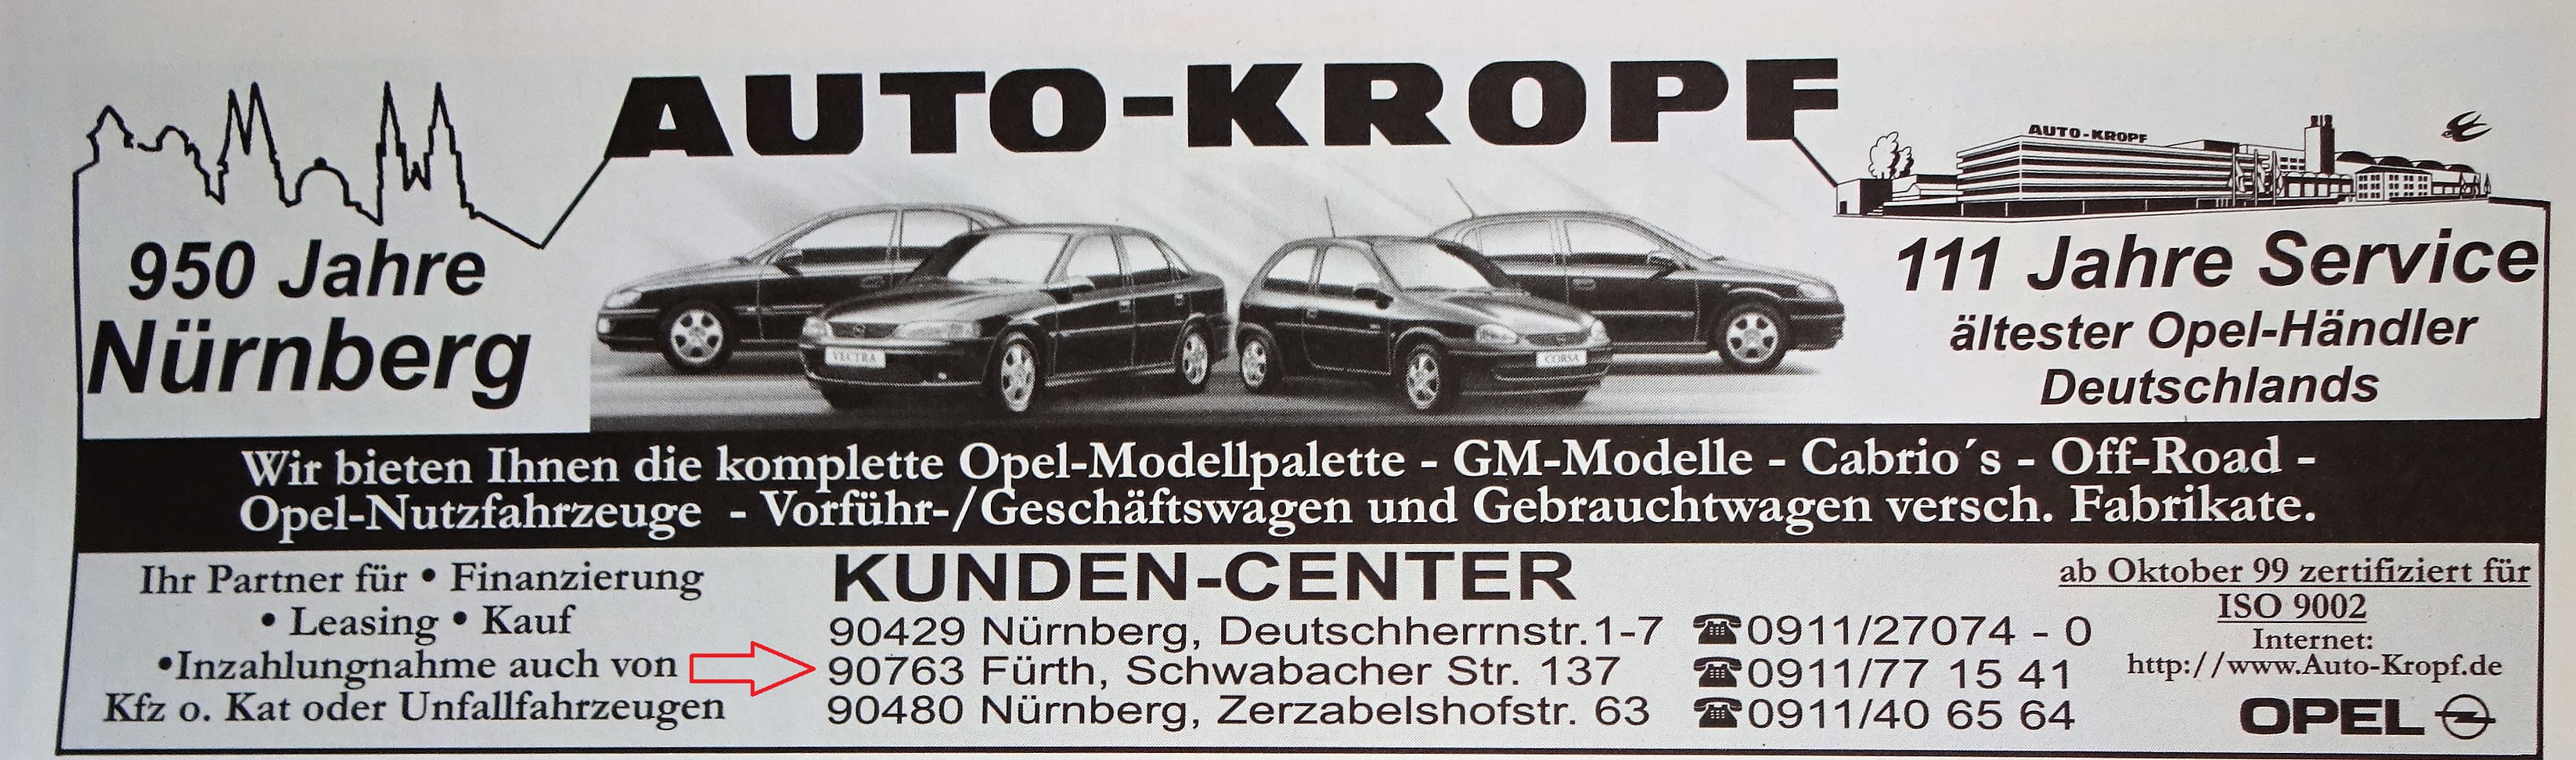 AUTO-KROPF
AUTO-KROPF
950 Jahre
Nürnberg
VECTRA
CORSA
111 Jahre Service
ältester Opel-Händler
Deutschlands
Wir bieten Ihnen die komplette Opel-Modellpalette - GM-Modelle - Cabrio´s - Off-Road -
Opel-Nutzfahrzeuge - Vorführ-/Geschäftswagen und Gebrauchtwagen versch. Fabrikate.
Ihr Partner für • Finanzierung
• Leasing • Kauf
•Inzahlungnahme auch von
Kfz o. Kat oder Unfallfahrzeugen
KUNDEN-CENTER
90429 Nürnberg, Deutschherrnstr.1-7 ☎0911/27074 - 0
90763 Fürth, Schwabacher Str. 137 ☎0911/77 15 41
90480 Nürnberg, Zerzabelshofstr. 63 ☎0911/40 65 64
ab Oktober 99 zertifiziert für
ISO 9002
Internet:
http://www.Auto-Kropf.de
OPEL